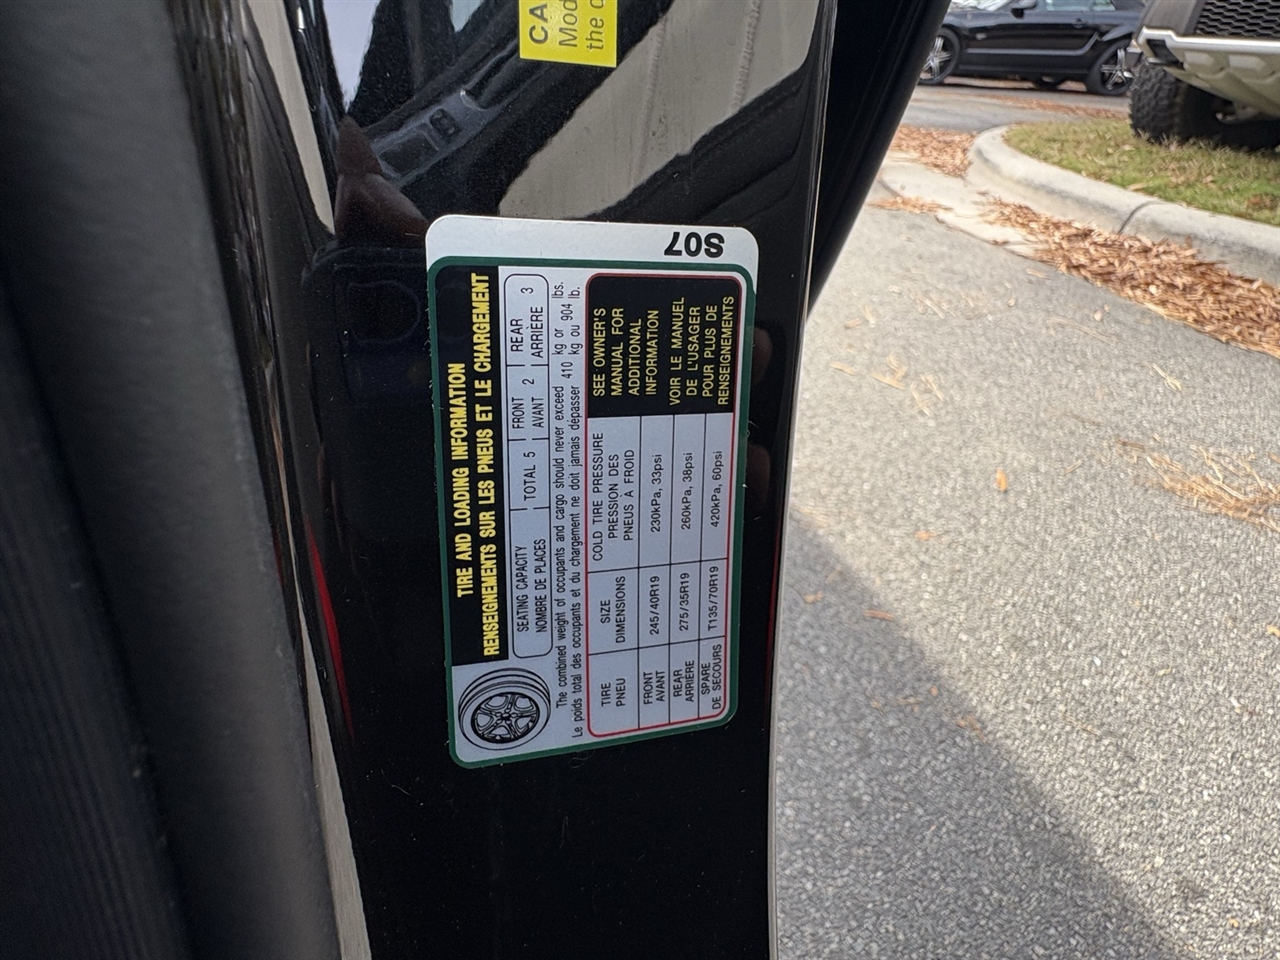 CA
Mod
the c
S07
TIRE AND LOADING INFORMATION
RENSEIGNEMENTS SUR LES PNEUS ET LE CHARGEMENT
SEATING CAPACITY
NOMBRE DE PLACES
TOTAL 5
FRONT
AVANT
2
REAR
ARRIÈRE
3
The combined weight of occupants and cargo should never exceed 410 kg or 904 lbs.
Le poids total des occupants et du chargement ne doit jamais dépasser 410 kg ou 904 lb.
TIRE
PNEU
SIZE
DIMENSIONS
COLD TIRE PRESSURE
PRESSION DES
PNEUS À FROID
FRONT
AVANT
245/40R19
230kPa, 33psi
REAR
ARRIÈRE
275/35R19
260kPa, 38psi
SPARE
DE SECOURS
T135/70R19
420kPa, 60psi
SEE OWNER'S
MANUAL FOR
ADDITIONAL
INFORMATION
VOIR LE MANUEL
DE L'USAGER
POUR PLUS DE
RENSEIGNEMENTS